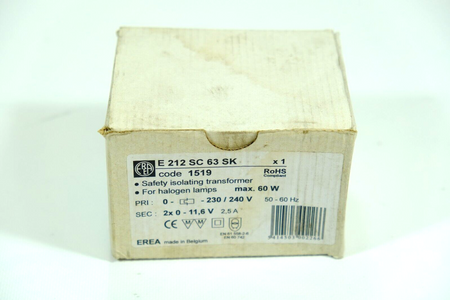 E 212 SC 63 SK x 1
code 1519 RoHS
Compliant
• Safety isolating transformer
• For halogen lamps max. 60 W
PRI : 0 - - 230 / 240 V 50 - 60 Hz
SEC : 2x 0 - 11,6 V 2,5 A
EREA made in Belgium